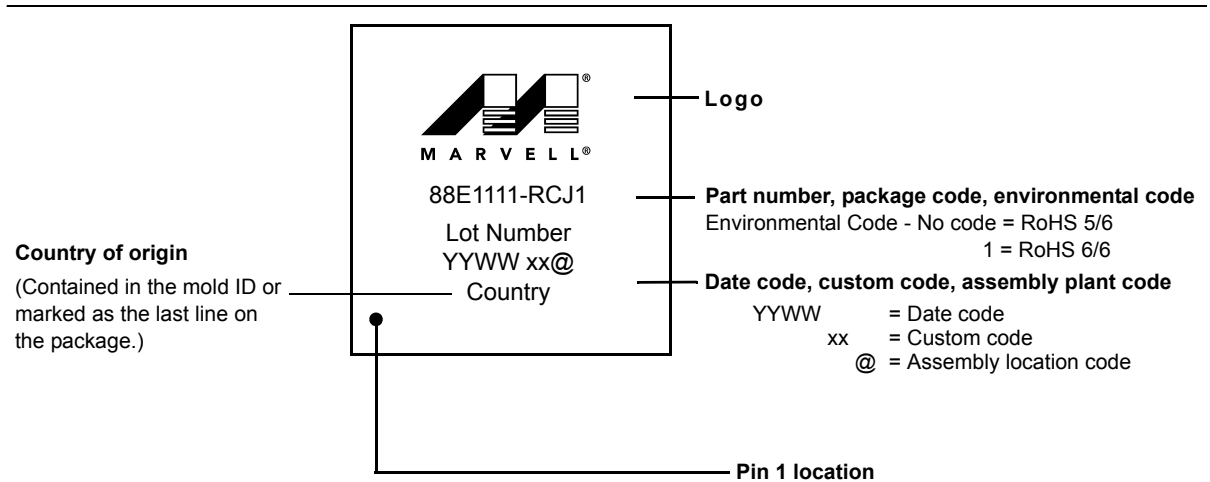 ®
MARVELL®
Logo
88E1111-RCJ1
Part number, package code, environmental code
Environmental Code - No code = RoHS 5/6
1 = RoHS 6/6
Lot Number
YYWW xx@
Country
Country of origin
(Contained in the mold ID or
marked as the last line on
the package.)
Date code, custom code, assembly plant code
YYWW = Date code
xx = Custom code
@ = Assembly location code
Pin 1 location